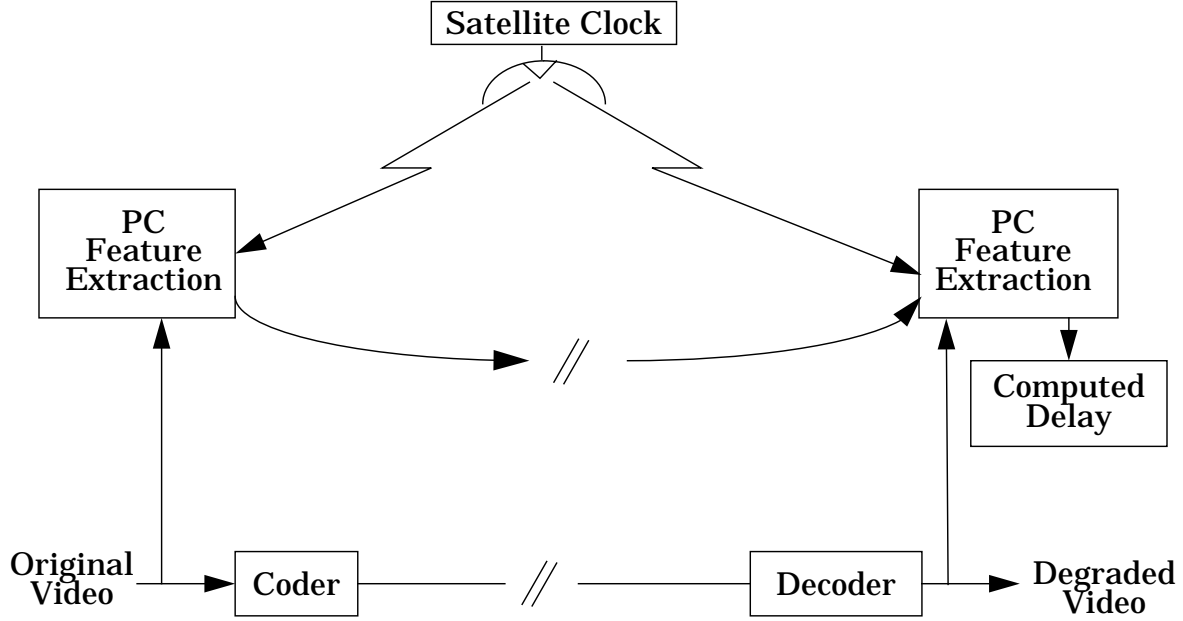 Satellite Clock
PC
Feature
Extraction
PC
Feature
Extraction
Computed
Delay
Original
Video
Coder
Decoder
Degraded
Video